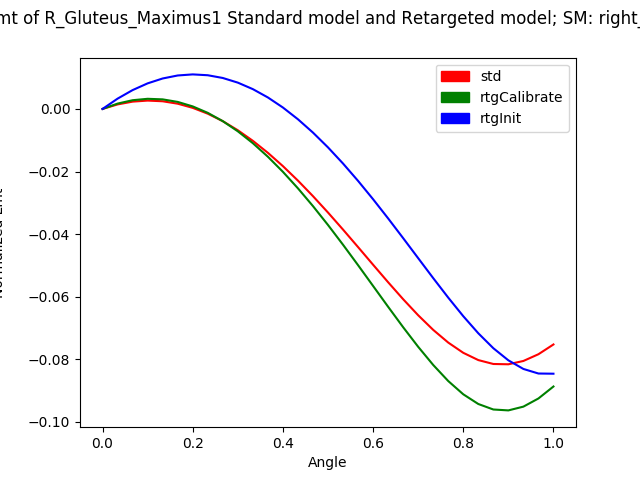 mt of R_Gluteus_Maximus1 Standard model and Retargeted model; SM: right_
std
rtgCalibrate
rtgInit
0.00
−0.02
−0.04
−0.06
−0.08
−0.10
0.0
0.2
0.4
0.6
0.8
1.0
Angle